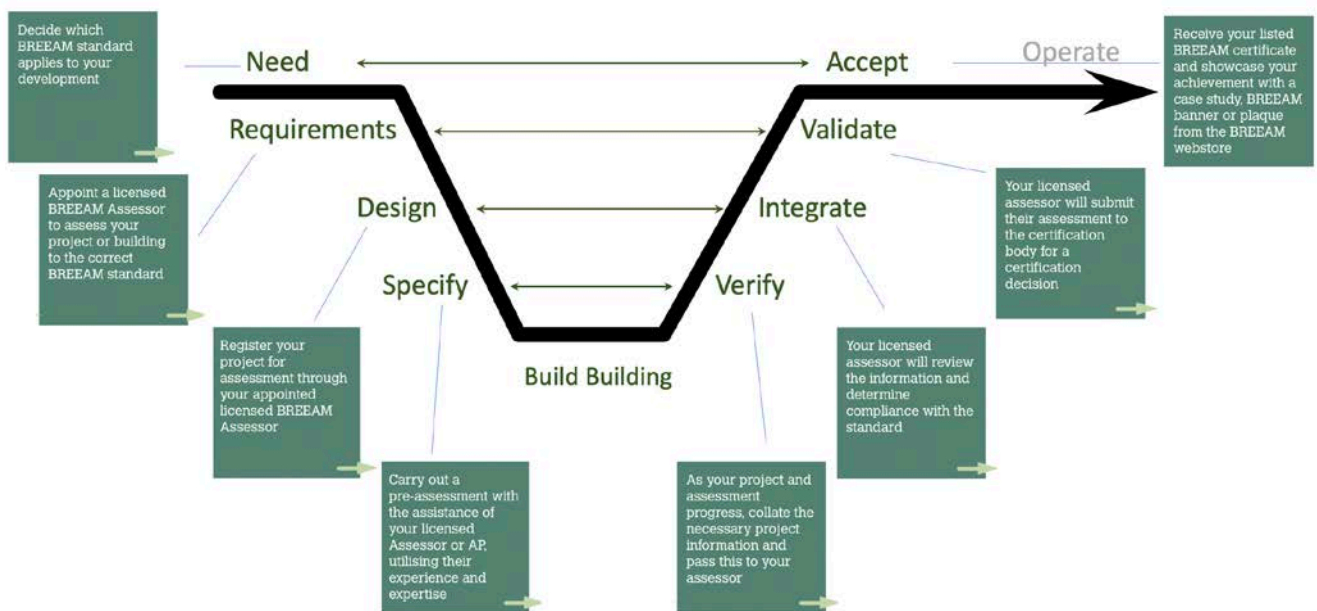 Decide which
BREEAM standard
applies to your
development
Need
Accept
Operate
Receive your listed
BREEAM certificate
and showcase your
achievement with a
case study, BREEAM
banner or plaque
from the BREEAM
webstore
Requirements
Validate
Appoint a licensed
BREEAM Assessor
to assess your
project or building
to the correct
BREEAM standard
Your licensed
assessor will submit
their assessment to
the certification
body for a
certification
decision
Design
Integrate
Register your
project for
assessment through
your appointed
licensed BREEAM
Assessor
Your licensed
assessor will review
the information and
determine
compliance with the
standard
Specify
Verify
Build Building
Carry out a
pre-assessment with
the assistance of
your licensed
Assessor or AP,
utilising their
experience and
expertise
As your project and
assessment
progress, collate the
necessary project
information and
pass this to your
assessor